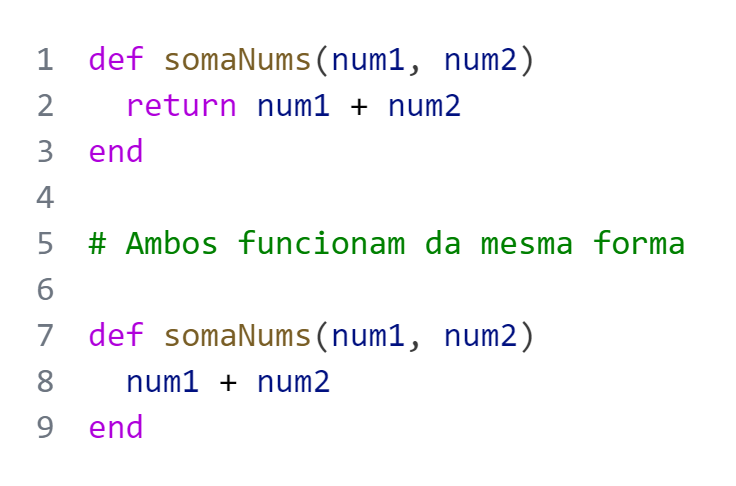 1 def somaNums(num1, num2)
2   return num1 + num2
3 end
4
5 # Ambos funcionam da mesma forma
6
7 def somaNums(num1, num2)
8   num1 + num2
9 end